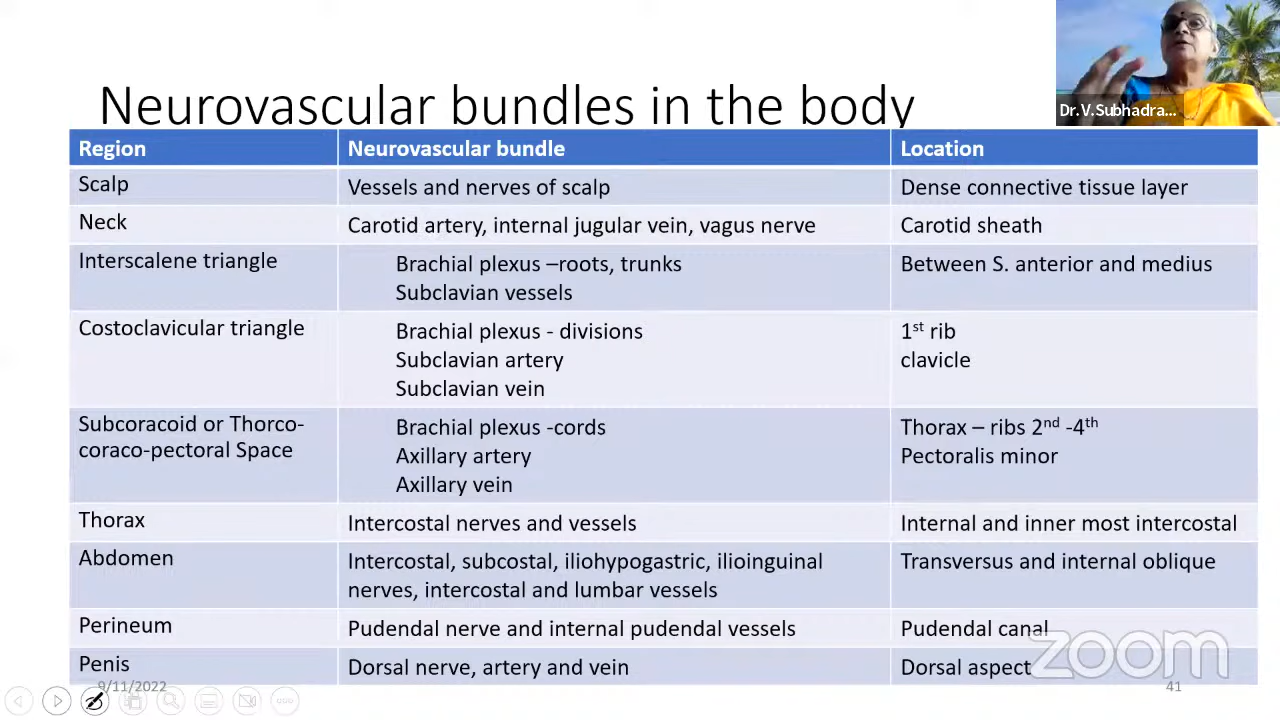 Neurovascular bundles in the body
Dr.V.Subhadra...
Region Neurovascular bundle Location
Scalp Vessels and nerves of scalp Dense connective tissue layer
Neck Carotid artery, internal jugular vein, vagus nerve Carotid sheath
Interscalene triangle Brachial plexus –roots, trunks Between S. anterior and medius
Subclavian vessels
Costoclavicular triangle Brachial plexus - divisions 1st rib
Subclavian artery clavicle
Subclavian vein
Subcoracoid or Thorco- Brachial plexus -cords Thorax – ribs 2nd -4th
coraco-pectoral Space Axillary artery Pectoralis minor
Axillary vein
Thorax Intercostal nerves and vessels Internal and inner most intercostal
Abdomen Intercostal, subcostal, iliohypogastric, ilioinguinal Transversus and internal oblique
nerves, intercostal and lumbar vessels
Perineum Pudendal nerve and internal pudendal vessels Pudendal canal
Penis Dorsal nerve, artery and vein Dorsal aspect
zoom
9/11/2022 41